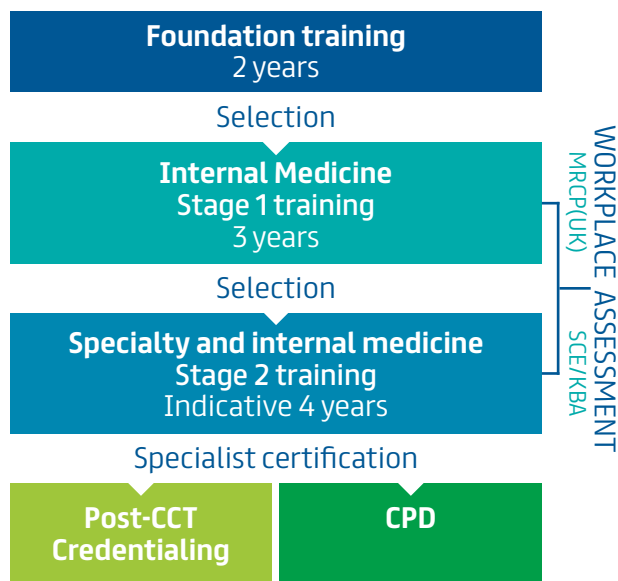 Foundation training
2 years
Selection
Internal Medicine
Stage 1 training
3 years
Selection
Specialty and internal medicine
Stage 2 training
Indicative 4 years
Specialist certification
Post-CCT
Credentialing
CPD
WORKPLACE ASSESSMENT
MRCP(UK)
SCE/KBA